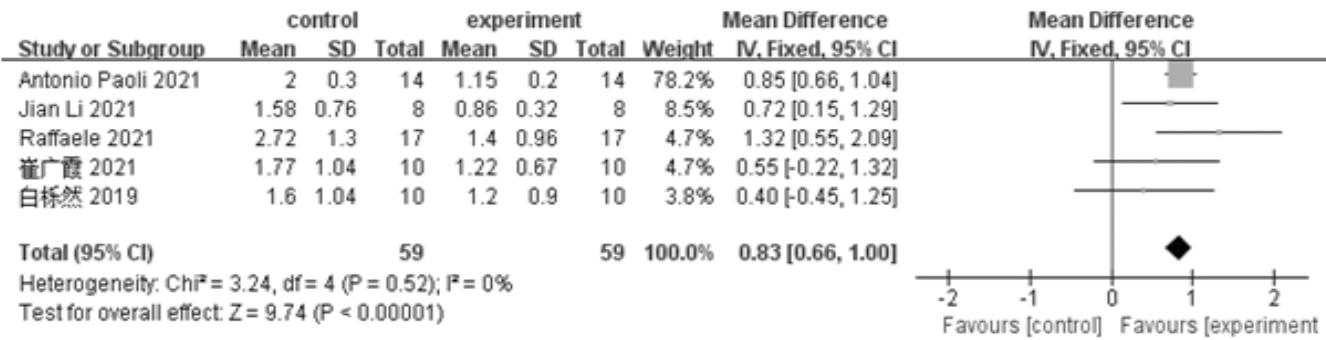 control experiment Mean Difference Mean Difference
Study or Subgroup Mean SD Total Mean SD Total Weight IV, Fixed, 95% CI IV, Fixed, 95% CI
Antonio Paoli 2021 2 0.3 14 1.15 0.2 14 78.2% 0.85 [0.66, 1.04]
Jian Li 2021 1.58 0.76 8 0.86 0.32 8 8.5% 0.72 [0.15, 1.29]
Raffaele 2021 2.72 1.3 17 1.4 0.96 17 4.7% 1.32 [0.55, 2.09]
崔广霞 2021 1.77 1.04 10 1.22 0.67 10 4.7% 0.55 [-0.22, 1.32]
白栎然 2019 1.6 1.04 10 1.2 0.9 10 3.8% 0.40 [-0.45, 1.25]
Total (95% CI) 59 59 100.0% 0.83 [0.66, 1.00]
Heterogeneity: Chi² = 3.24, df = 4 (P = 0.52); I² = 0%
Test for overall effect: Z = 9.74 (P < 0.00001)
-2 -1 0 1 2
Favours [control] Favours [experiment